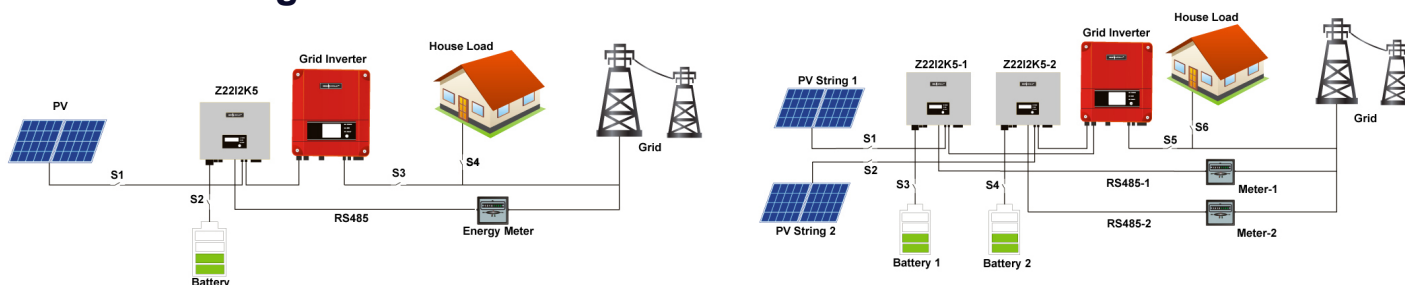 g
PV
S1
Z22I2K5
S2
Battery
Grid Inverter
S3
RS485
House Load
S4
Energy Meter
Grid
PV String 1
PV String 2
S1
S2
Z22I2K5-1
Z22I2K5-2
S3
S4
Battery 1
Battery 2
Grid Inverter
House Load
S5
S6
RS485-1
Meter-1
RS485-2
Meter-2
Grid